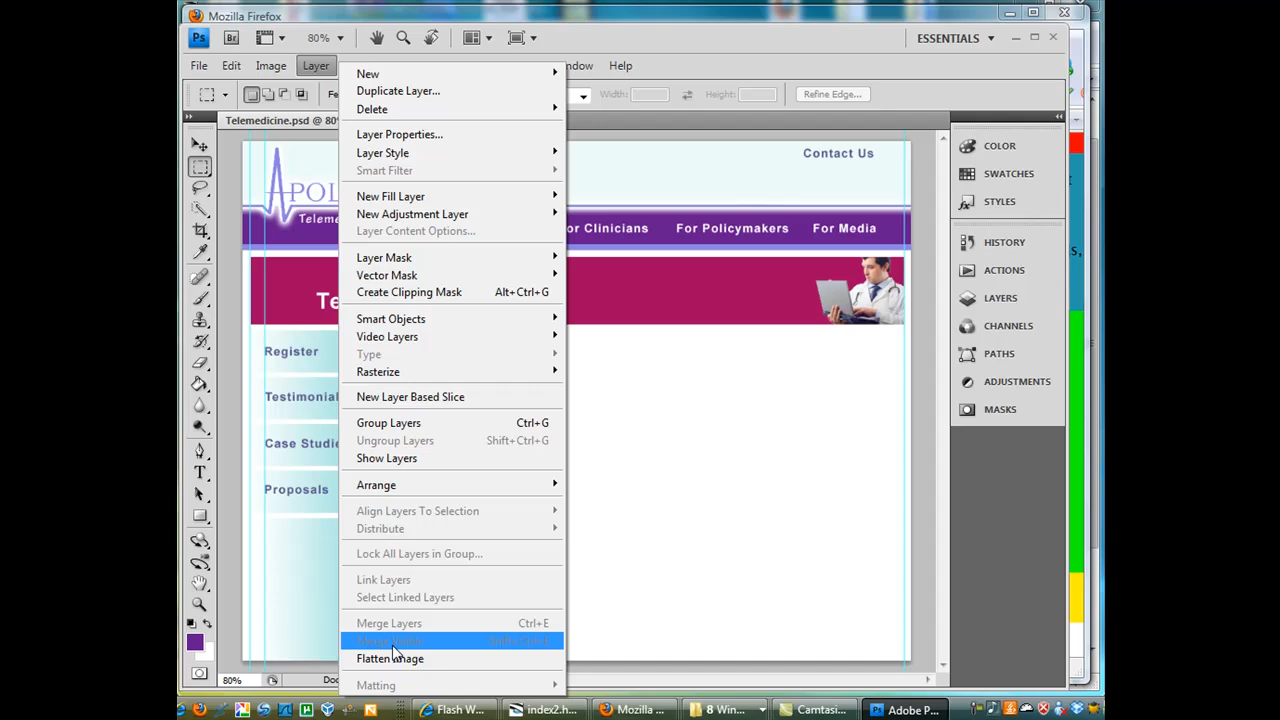 Mozilla Firefox
Ps Br 80% ESSENTIALS
File Edit Image Layer ndow Help
Width: Height: Refine Edge...
Telemedicine.psd @ 80%
New
Duplicate Layer...
Delete
Layer Properties...
Layer Style
Smart Filter
New Fill Layer
New Adjustment Layer
Layer Content Options...
Layer Mask
Vector Mask
Create Clipping Mask Alt+Ctrl+G
Smart Objects
Video Layers
Type
Rasterize
New Layer Based Slice
Group Layers Ctrl+G
Ungroup Layers Shift+Ctrl+G
Show Layers
Arrange
Align Layers To Selection
Distribute
Lock All Layers in Group...
Link Layers
Select Linked Layers
Merge Layers Ctrl+E
Flatten Image
Matting
Contact Us
APOL
Telem
or Clinicians For Policymakers For Media
Te
Register
Testimonial
Case Studie
Proposals
COLOR
SWATCHES
STYLES
HISTORY
ACTIONS
LAYERS
CHANNELS
PATHS
ADJUSTMENTS
MASKS
80% Doc
Flash W... index2.h... Mozilla ... 8 Win... Camtasi... Adobe P...